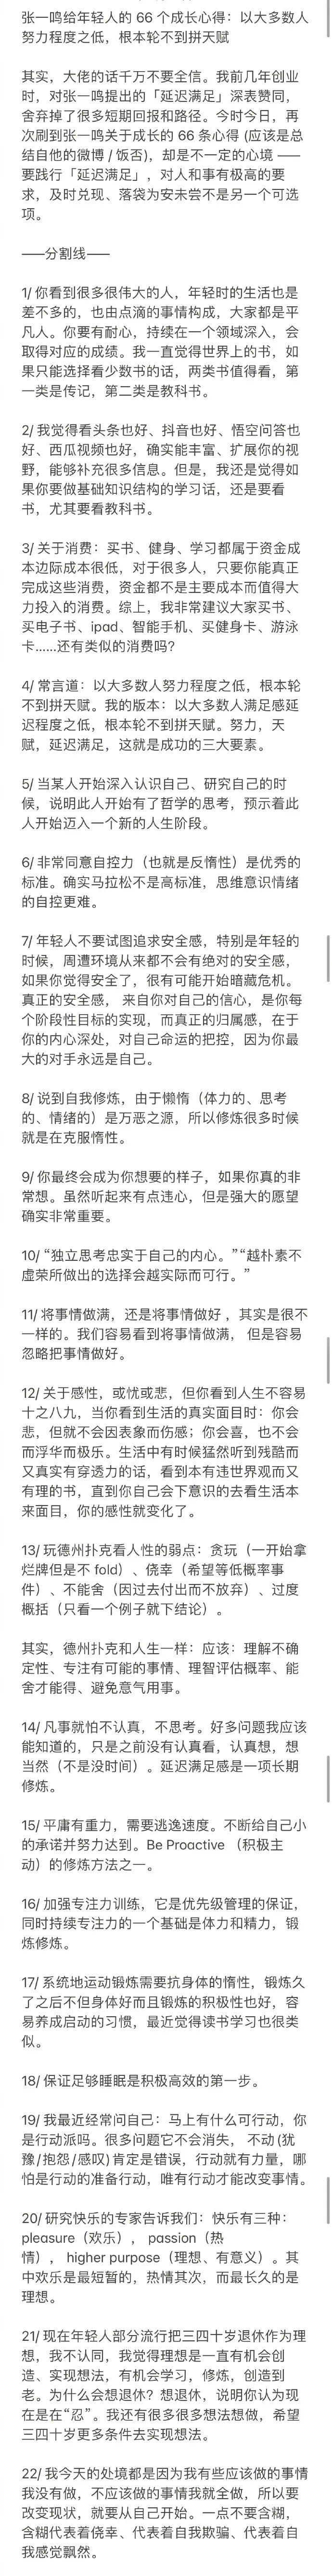 张一鸣给年轻人的 66 个成长心得：以大多数人
努力程度之低，根本轮不到拼天赋
其实，大佬的话千万不要全信。我前几年创业
时，对张一鸣提出的「延迟满足」深表赞同，
舍弃掉了很多短期回报和路径。今时今日，再
次刷到张一鸣关于成长的 66 条心得 (应该是总
结自他的微博 / 饭否)，却是不一定的心境 ——
要践行「延迟满足」，对人和事有极高的要
求，及时兑现、落袋为安未尝不是另一个可选
项。
——分割线——
1/ 你看到很多很伟大的人，年轻时的生活也是
差不多的，也由点滴的事情构成，大家都是平
凡人。你要有耐心，持续在一个领域深入，会
取得对应的成绩。我一直觉得世界上的书，如
果只能选择看少数书的话，两类书值得看，第
一类是传记，第二类是教科书。
2/ 我觉得看头条也好、抖音也好、悟空问答也
好、西瓜视频也好，确实能丰富、扩展你的视
野，能够补充很多信息。但是，我还是觉得如
果你要做基础知识结构的学习话，还是要看
书，尤其要看教科书。
3/ 关于消费：买书、健身、学习都属于资金成
本边际成本很低，对于很多人，只要你能真正
完成这些消费，资金都不是主要成本而值得大
力投入的消费。综上，我非常建议大家买书、
买电子书、ipad、智能手机、买健身卡、游泳
卡……还有类似的消费吗?
4/ 常言道：以大多数人努力程度之低，根本轮
不到拼天赋。我的版本：以大多数人满足感延
迟程度之低，根本轮不到拼天赋。努力，天
赋，延迟满足，这就是成功的三大要素。
5/ 当某人开始深入认识自己、研究自己的时
候，说明此人开始有了哲学的思考，预示着此
人开始迈入一个新的人生阶段。
6/ 非常同意自控力（也就是反惰性）是优秀的
标准。确实马拉松不是高标准，思维意识情绪
的自控更难。
7/ 年轻人不要试图追求安全感，特别是年轻的
时候，周遭环境从来都不会有绝对的安全感，
如果你觉得安全了，很有可能开始暗藏危机。
真正的安全感， 来自你对自己的信心，是你每
个阶段性目标的实现，而真正的归属感，在于
你的内心深处，对自己命运的把控，因为你最
大的对手永远是自己。
8/ 说到自我修炼，由于懒惰（体力的、思考
的、情绪的）是万恶之源，所以修炼很多时候
就是在克服惰性。
9/ 你最终会成为你想要的样子，如果你真的非
常想。虽然听起来有点违心，但是强大的愿望
确实非常重要。
10/ “独立思考忠实于自己的内心。”“越朴素不
虚荣所做出的选择会越实际而可行。”
11/ 将事情做满，还是将事情做好 ，其实是很不
一样的。我们容易看到将事情做满， 但是容易
忽略把事情做好。
12/ 关于感性，或忧或悲，但你看到人生不容易
十之八九，当你看到生活的真实面目时：你会
悲，但就不会因表象而伤感；你会喜，也不会
而浮华而极乐。生活中有时候猛然听到残酷而
又真实有穿透力的话，看到本有违世界观而又
有理的书，直到你自己会下意识的去看生活本
来面目，你的感性就变化了。
13/ 玩德州扑克看人性的弱点：贪玩（一开始拿
烂牌但是不 fold）、侥幸（希望等低概率事
件）、不能舍（因过去付出而不放弃）、过度
概括（只看一个例子就下结论）。
其实，德州扑克和人生一样：应该：理解不确
定性、专注有可能的事情、理智评估概率、能
舍才能得、避免意气用事。
14/ 凡事就怕不认真，不思考。好多问题我应该
能知道的，只是之前没有认真看，认真想，想
当然（不是没时间）。延迟满足感是一项长期
修炼。
15/ 平庸有重力，需要逃逸速度。不断给自己小
的承诺并努力达到。Be Proactive （积极主
动）的修炼方法之一。
16/ 加强专注力训练，它是优先级管理的保证，
同时持续专注力的一个基础是体力和精力，锻
炼修炼。
17/ 系统地运动锻炼需要抗身体的惰性，锻炼久
了之后不但身体好而且锻炼的积极性也好，容
易养成启动的习惯，最近觉得读书学习也很类
似。
18/ 保证足够睡眠是积极高效的第一步。
19/ 我最近经常问自己：马上有什么可行动，你
是行动派吗。很多问题它不会消失， 不动 (犹
豫 /抱怨 /感叹) 肯定是错误，行动就有力量，哪
怕是行动的准备行动，唯有行动才能改变事情。
20/ 研究快乐的专家告诉我们：快乐有三种：
pleasure（欢乐）， passion（热
情）， higher purpose（理想、有意义）。其
中欢乐是最短暂的，热情其次，而最长久的是
理想。
21/ 现在年轻人部分流行把三四十岁退休作为理
想，我不认同，我觉得理想是一直有机会创
造、实现想法，有机会学习，修炼，创造到
老。为什么会想退休？想退休，说明你认为现
在是在“忍”。我还有很多很多想法想做，希望
三四十岁更多条件去实现想法。
22/ 我今天的处境都是因为我有些应该做的事情
我没有做，不应该做的事情我就全做，所以要
改变现状，就要从自己开始。一点不要含糊，
含糊代表着侥幸、代表着自我欺骗、代表着自
我感觉飘然。